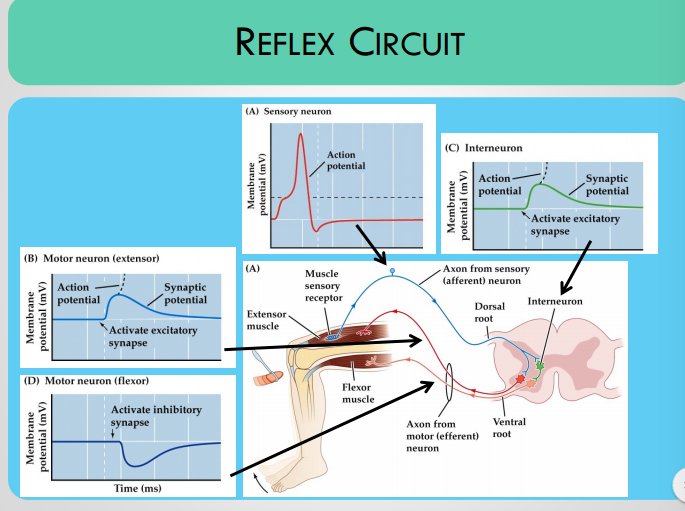 REFLEX CIRCUIT
(A) Sensory neuron
Membrane
potential (mV)
Action
potential
(C) Interneuron
Membrane
potential (mV)
Action
potential
Synaptic
potential
Activate excitatory
synapse
(B) Motor neuron (extensor)
Membrane
potential (mV)
Action
potential
Synaptic
potential
Activate excitatory
synapse
(D) Motor neuron (flexor)
Membrane
potential (mV)
Activate inhibitory
synapse
Time (ms)
(A)
Muscle
sensory
receptor
Axon from sensory
(afferent) neuron
Extensor
muscle
Dorsal
root
Interneuron
Flexor
muscle
Axon from
motor (efferent)
neuron
Ventral
root